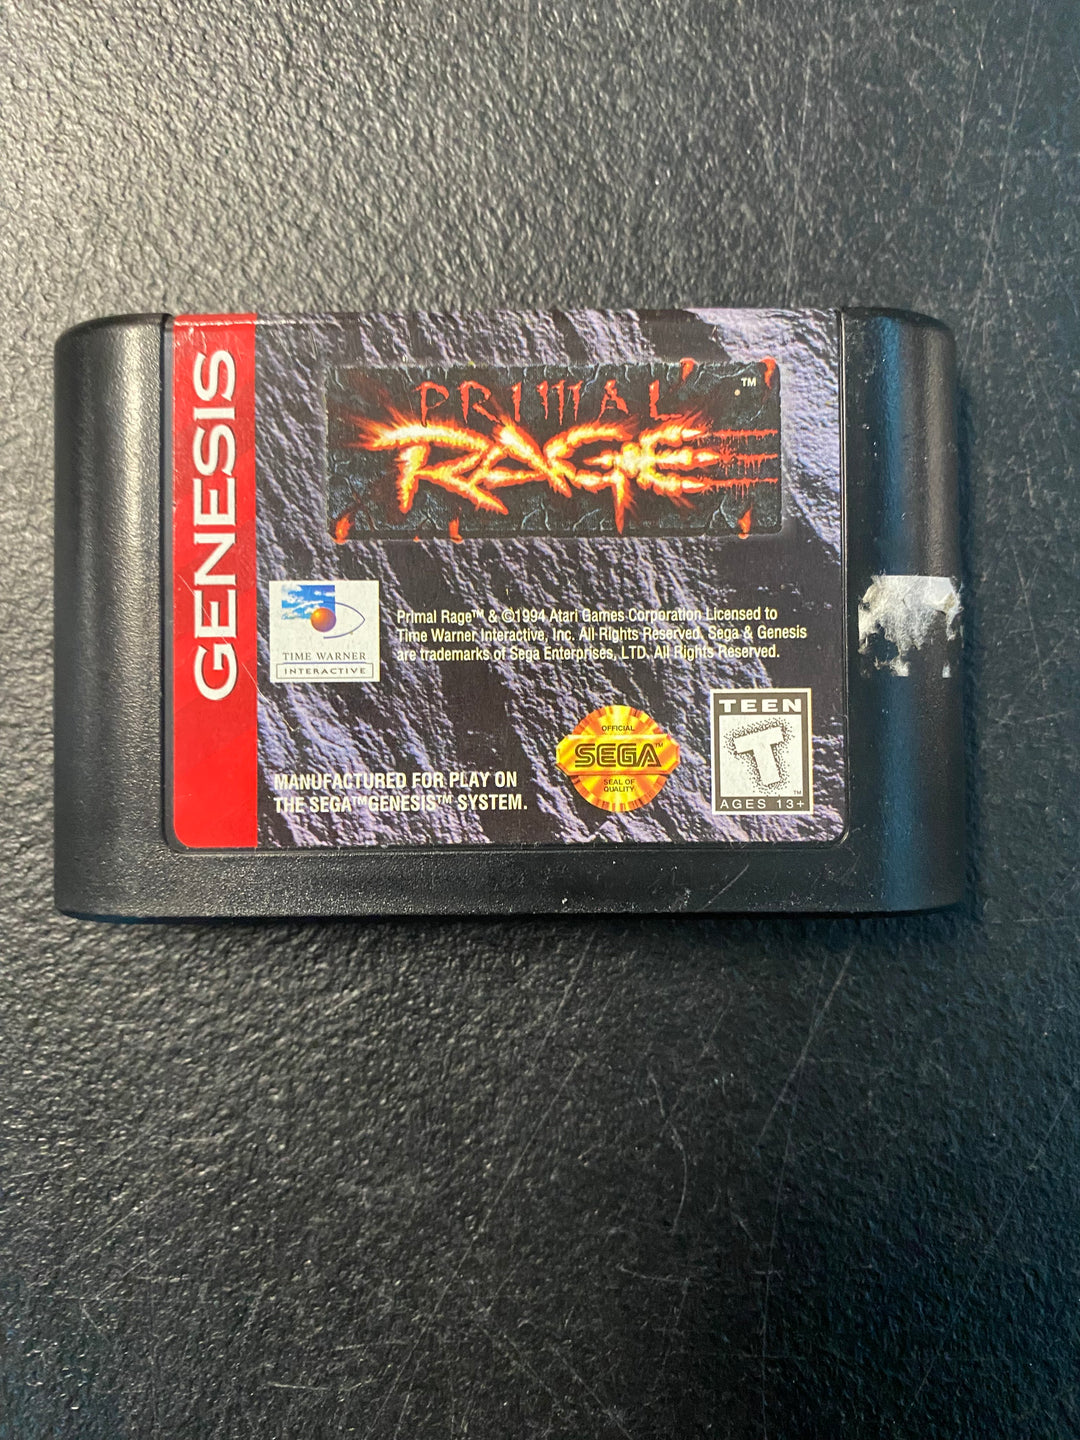 GENESIS
PRIMAL ™
RAGE
TIME WARNER
INTERACTIVE
Primal Rage™ & ©1994 Atari Games Corporation Licensed to
Time Warner Interactive, Inc. All Rights Reserved. Sega & Genesis
are trademarks of Sega Enterprises, LTD. All Rights Reserved.
MANUFACTURED FOR PLAY ON
THE SEGA™ GENESIS™ SYSTEM.
OFFICIAL
SEGA™
SEAL OF
QUALITY
TEEN
T ™
AGES 13+